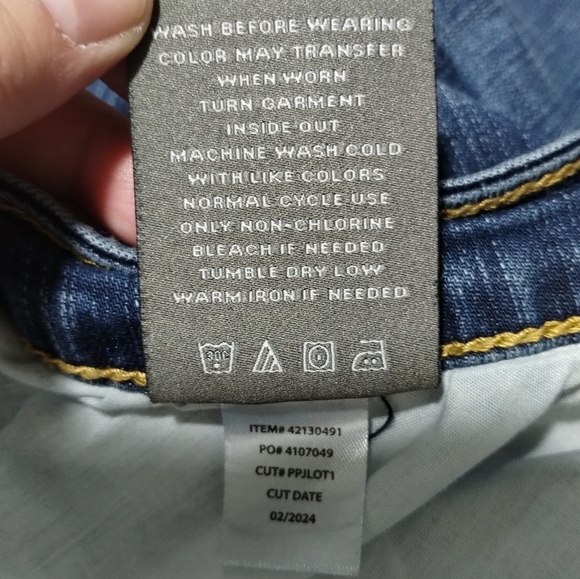 WASH BEFORE WEARING
COLOR MAY TRANSFER
WHEN WORN
TURN GARMENT
INSIDE OUT
MACHINE WASH COLD
WITH LIKE COLORS
NORMAL CYCLE USE
ONLY NON-CHLORINE
BLEACH IF NEEDED
TUMBLE DRY LOW
WARM IRON IF NEEDED
30C
ITEM# 42130491
PO# 4107049
CUT# PPJLOT1
CUT DATE
02/2024